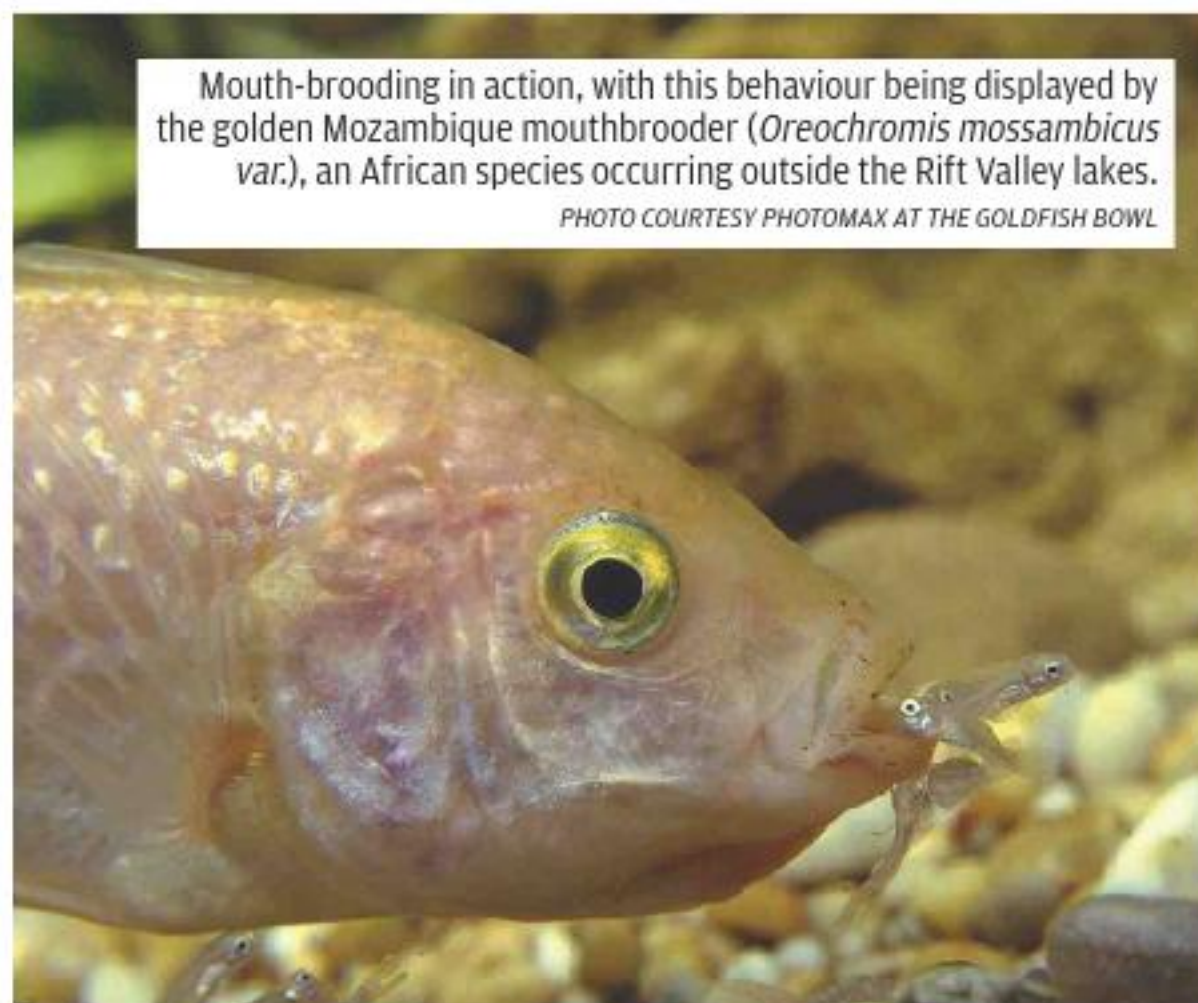 Mouth-brooding in action, with this behaviour being displayed by
the golden Mozambique mouthbrooder (Oreochromis mossambicus
var.), an African species occurring outside the Rift Valley lakes.
PHOTO COURTESY PHOTOMAX AT THE GOLDFISH BOWL